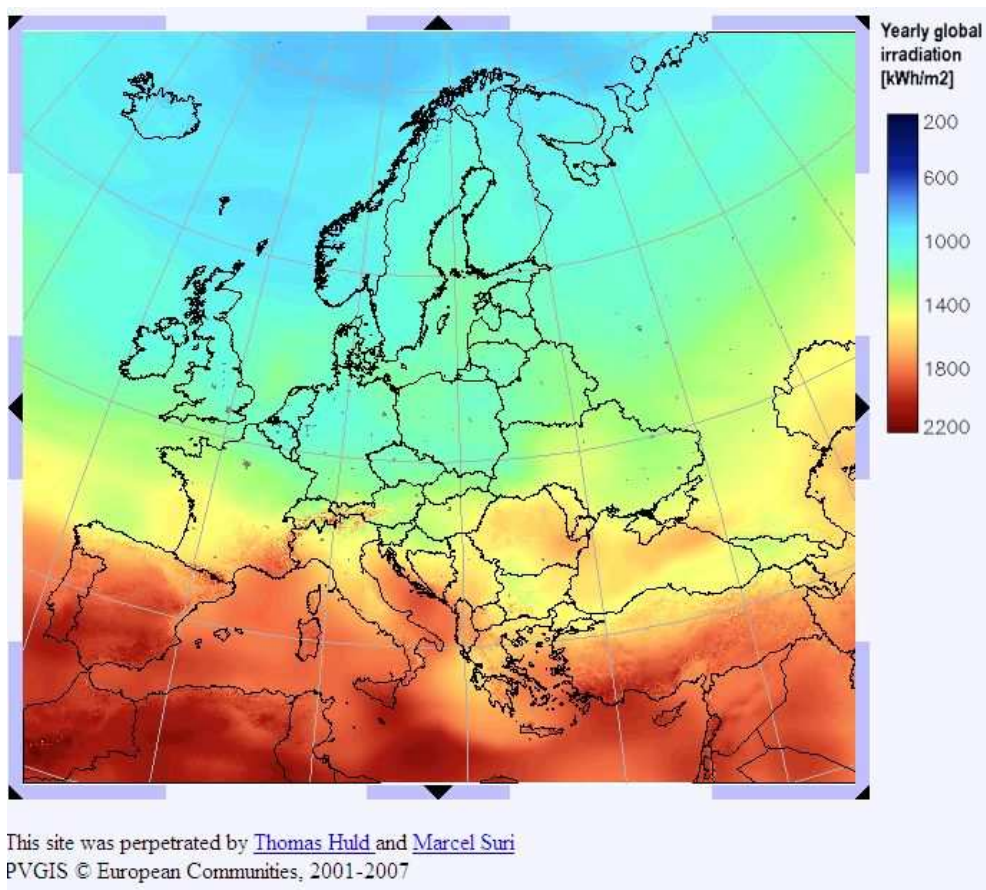 Yearly global
irradiation
[kWh/m2]
200
600
1000
1400
1800
2200
This site was perpetrated by Thomas Huld and Marcel Suri
PVGIS © European Communities, 2001-2007